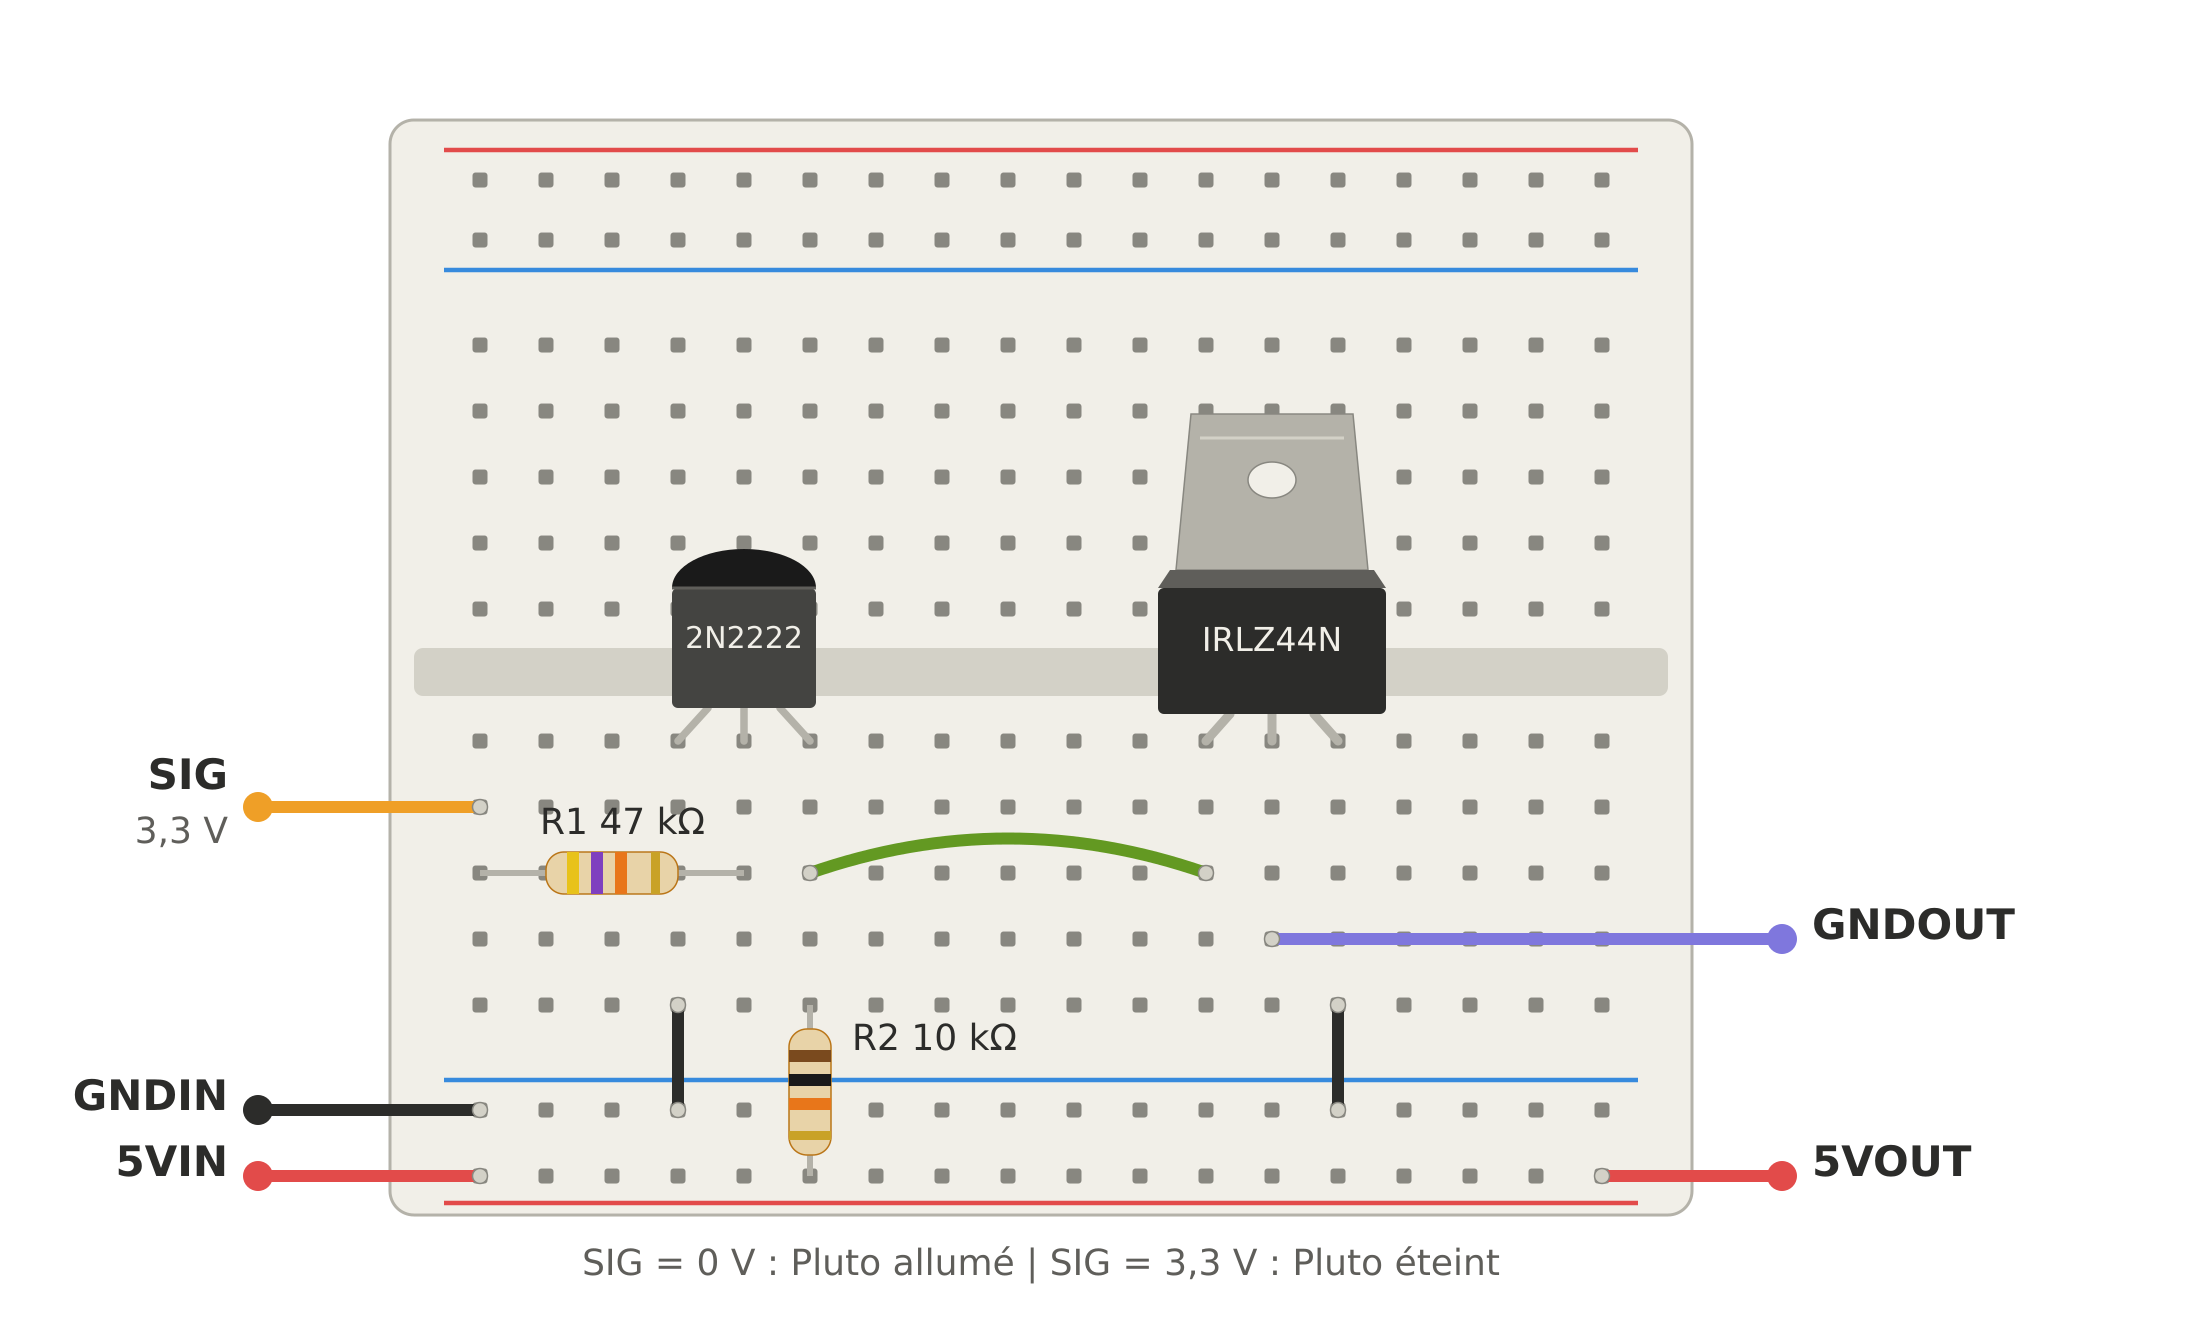 2N2222
IRLZ44N
SIG
3,3 V
R1 47 kΩ
GNDOUT
R2 10 kΩ
GNDIN
5VIN
5VOUT
SIG = 0 V : Pluto allumé | SIG = 3,3 V : Pluto éteint